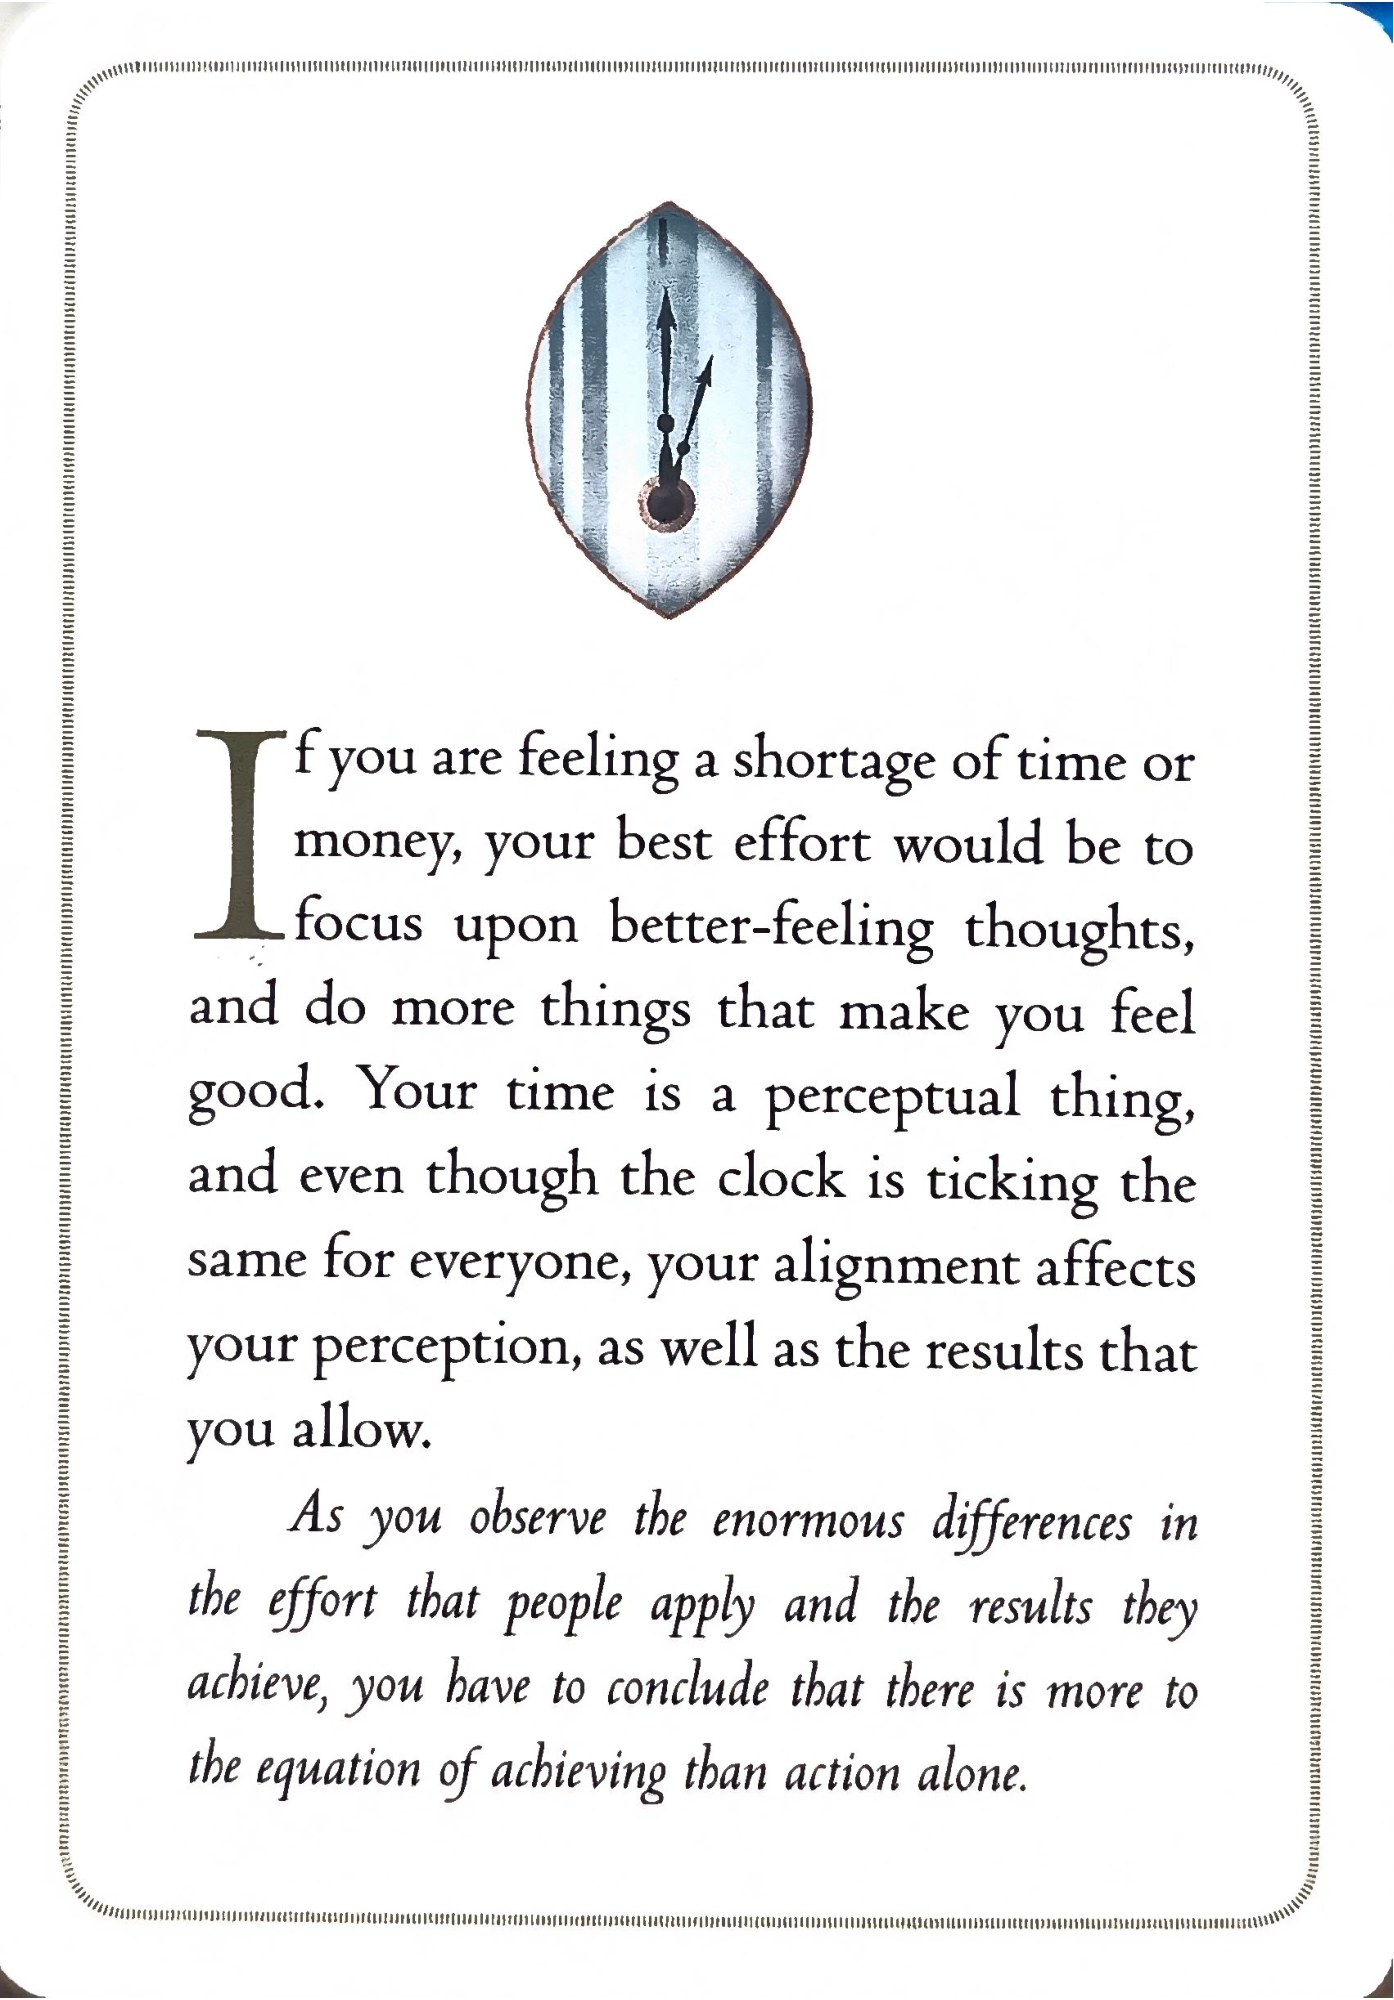 If you are feeling a shortage of time or
money, your best effort would be to
focus upon better-feeling thoughts,
and do more things that make you feel
good. Your time is a perceptual thing,
and even though the clock is ticking the
same for everyone, your alignment affects
your perception, as well as the results that
you allow.
As you observe the enormous differences in
the effort that people apply and the results they
achieve, you have to conclude that there is more to
the equation of achieving than action alone.